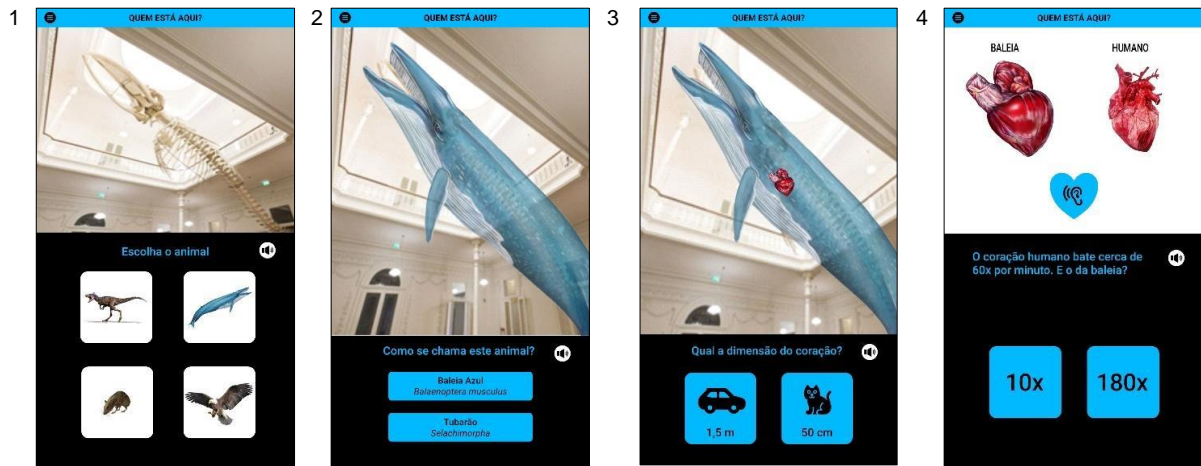 1
QUEM ESTÁ AQUI?
Escolha o animal
2
QUEM ESTÁ AQUI?
Como se chama este animal?
Baleia Azul
Balaenoptera musculus
Tubarão
Selachimorpha
3
QUEM ESTÁ AQUI?
Qual a dimensão do coração?
1,5 m
50 cm
4
QUEM ESTÁ AQUI?
BALEIA
HUMANO
O coração humano bate cerca de
60x por minuto. E o da baleia?
10x
180x